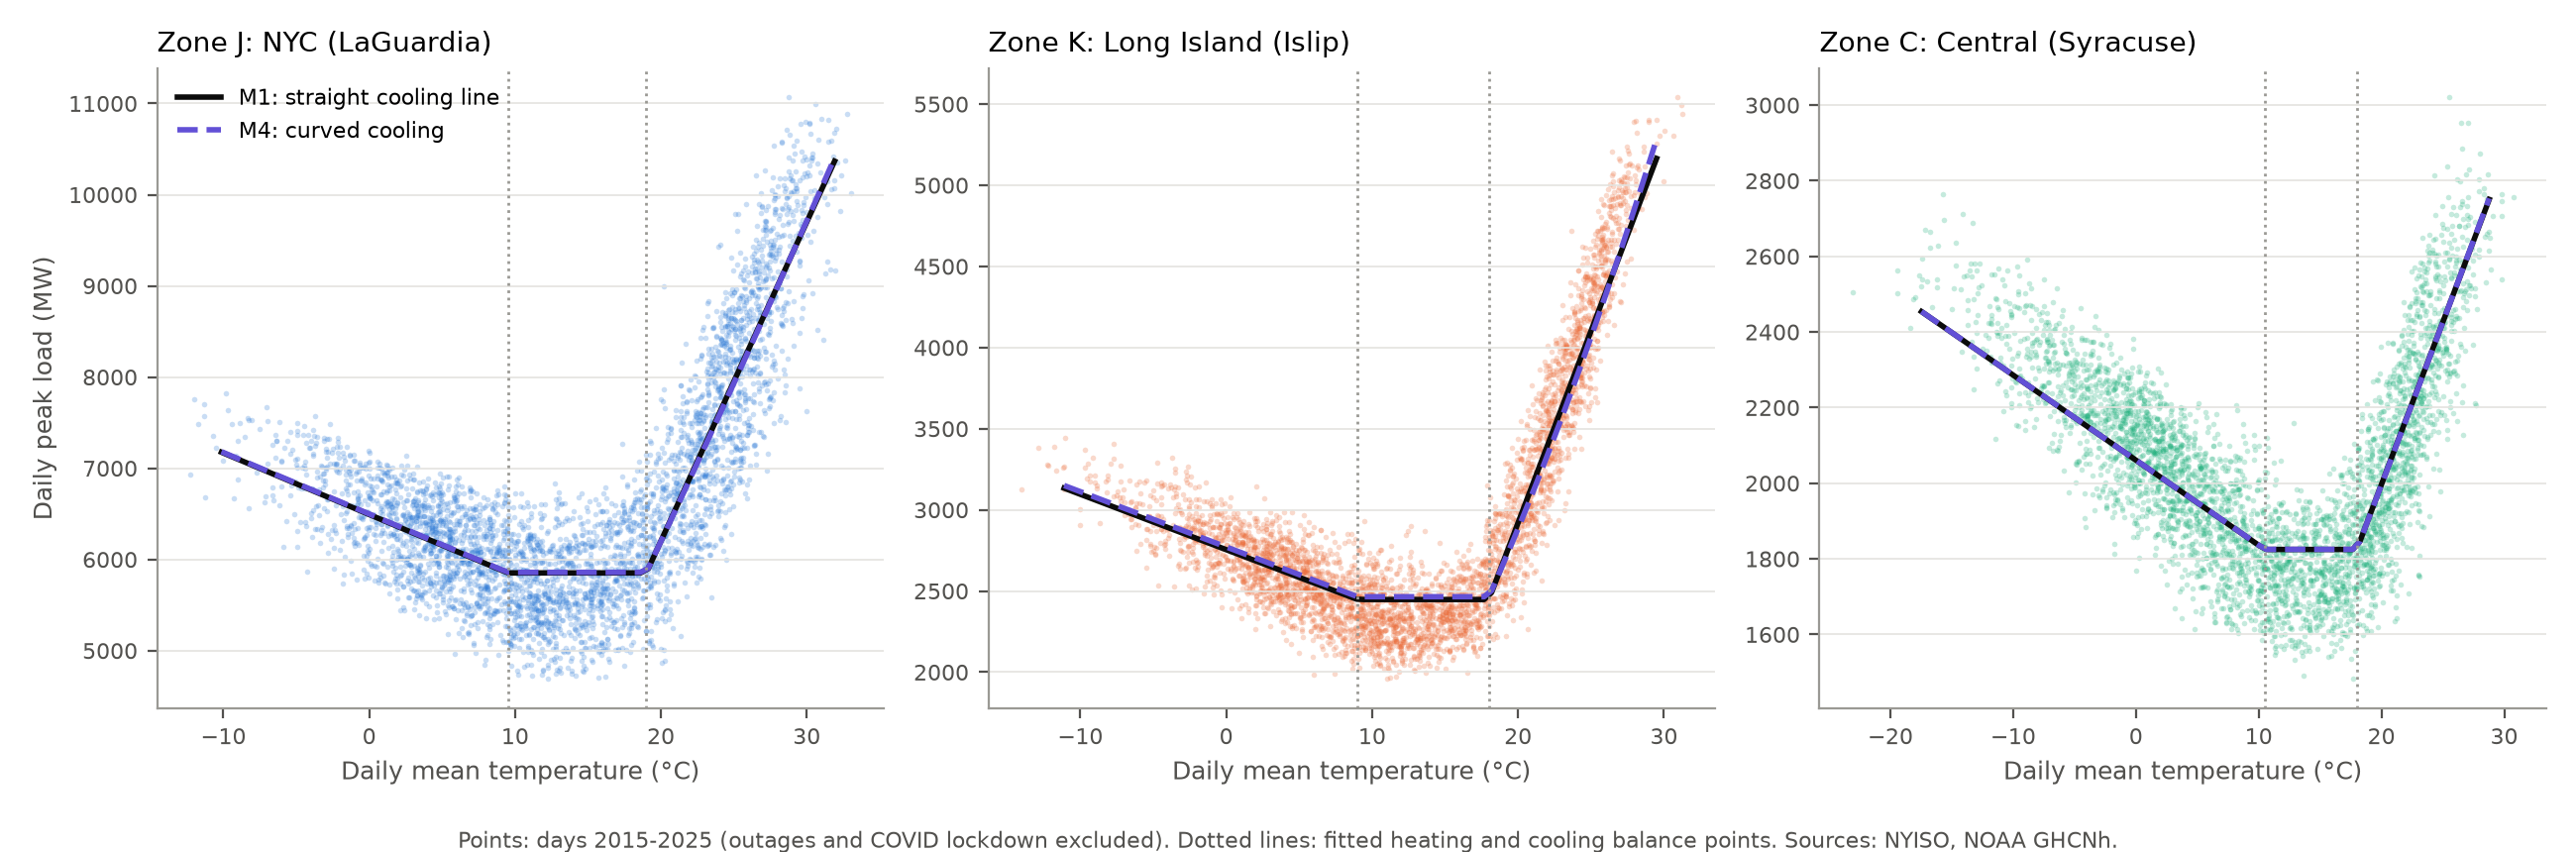 Zone J: NYC (LaGuardia)
M1: straight cooling line
M4: curved cooling
Daily peak load (MW)
11000
10000
9000
8000
7000
6000
5000
−10 0 10 20 30
Daily mean temperature (°C)
Zone K: Long Island (Islip)
5500
5000
4500
4000
3500
3000
2500
2000
−10 0 10 20 30
Daily mean temperature (°C)
Zone C: Central (Syracuse)
3000
2800
2600
2400
2200
2000
1800
1600
−20 −10 0 10 20 30
Daily mean temperature (°C)
Points: days 2015-2025 (outages and COVID lockdown excluded). Dotted lines: fitted heating and cooling balance points. Sources: NYISO, NOAA GHCNh.